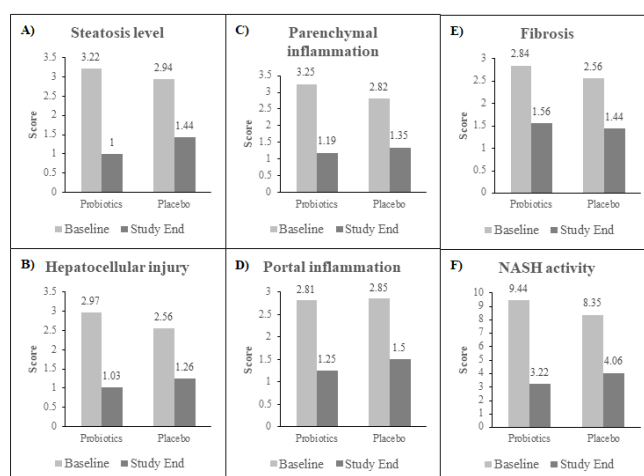 A)
Steatosis level
3.5
3
2.5
2
1.5
1
0.5
0
Score
3.22
1
2.94
1.44
Probiotics Placebo
Baseline Study End
B)
Hepatocellular injury
3.5
3
2.5
2
1.5
1
0.5
0
Score
2.97
1.03
2.56
1.26
Probiotics Placebo
Baseline Study End
C)
Parenchymal
inflammation
3.5
3
2.5
2
1.5
1
0.5
0
Score
3.25
1.19
2.82
1.35
Probiotics Placebo
Baseline Study End
D)
Portal inflammation
3
2.5
2
1.5
1
0.5
0
Score
2.81
1.25
2.85
1.5
Probiotics Placebo
Baseline Study End
E)
Fibrosis
3
2.5
2
1.5
1
0.5
0
Score
2.84
1.56
2.56
1.44
Probiotics Placebo
Baseline Study End
F)
NASH activity
10
9
8
7
6
5
4
3
2
1
0
Score
9.44
3.22
8.35
4.06
Probiotics Placebo
Baseline Study End